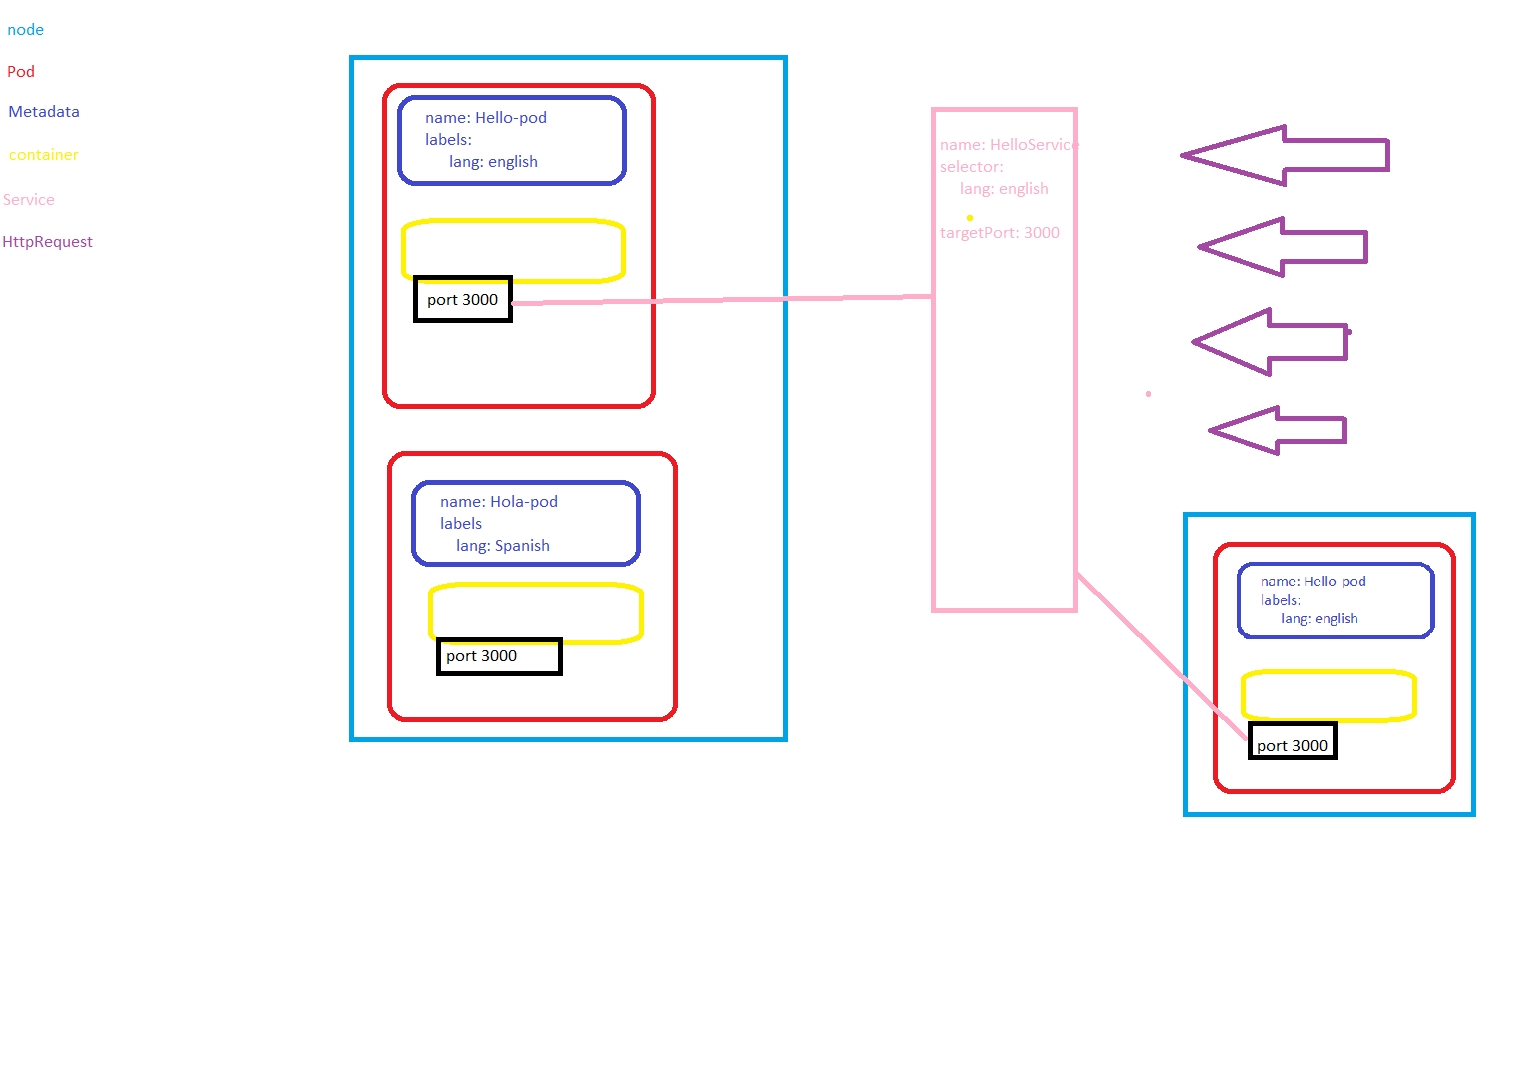 node
Pod
Metadata
container
Service
HttpRequest
name: Hello-pod
labels:
lang: english
port 3000
name: Hola-pod
labels
lang: Spanish
port 3000
name: HelloService
selector:
lang: english
targetPort: 3000
name: Hello-pod
labels:
lang: english
port 3000